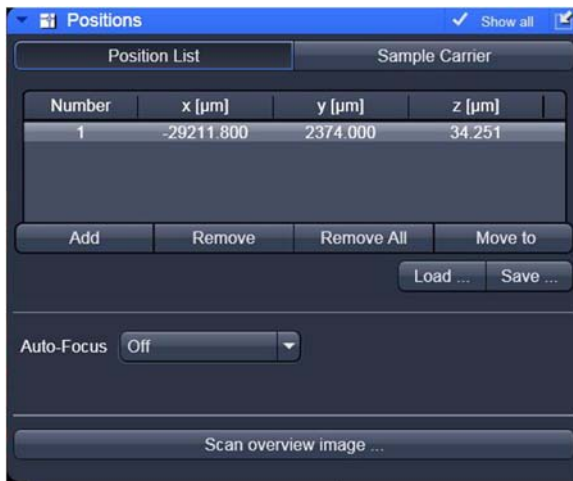 Positions Show all
Position List Sample Carrier
Number x [µm] y [µm] z [µm]
1 -29211.800 2374.000 34.251
Add Remove Remove All Move to
Load ... Save ...
Auto-Focus Off
Scan overview image ...